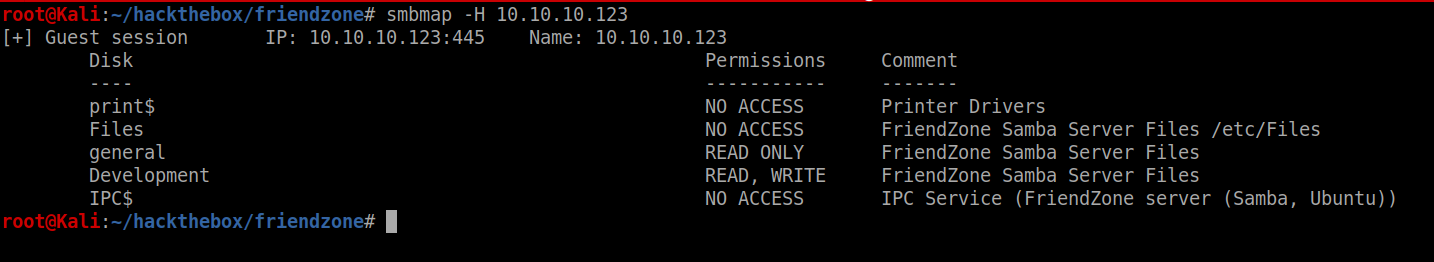 root@Kali:~/hackthebox/friendzone# smbmap -H 10.10.10.123
[+] Guest session IP: 10.10.10.123:445 Name: 10.10.10.123
Disk Permissions Comment
---- ----------- -------
print$ NO ACCESS Printer Drivers
Files NO ACCESS FriendZone Samba Server Files /etc/Files
general READ ONLY FriendZone Samba Server Files
Development READ, WRITE FriendZone Samba Server Files
IPC$ NO ACCESS IPC Service (FriendZone server (Samba, Ubuntu))
root@Kali:~/hackthebox/friendzone#